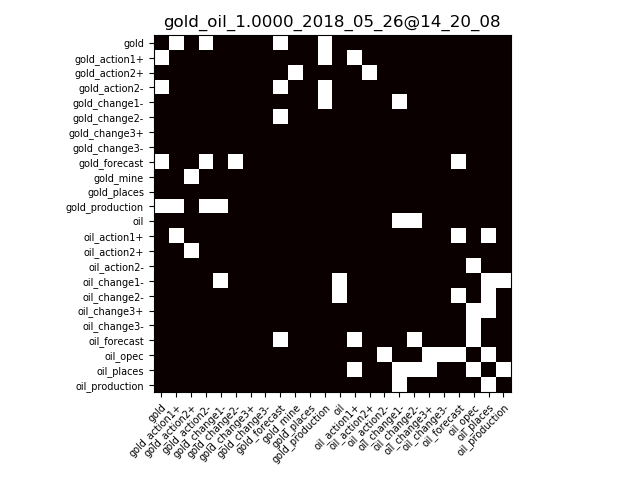 gold_oil_1.0000_2018_05_26@14_20_08
gold
gold_action1+
gold_action2+
gold_action2-
gold_change1-
gold_change2-
gold_change3+
gold_change3-
gold_forecast
gold_mine
gold_places
gold_production
oil
oil_action1+
oil_action2+
oil_action2-
oil_change1-
oil_change2-
oil_change3+
oil_change3-
oil_forecast
oil_opec
oil_places
oil_production
gold
gold_action1+
gold_action2+
gold_action2-
gold_change1-
gold_change2-
gold_change3+
gold_change3-
gold_forecast
gold_mine
gold_places
gold_production
oil
oil_action1+
oil_action2+
oil_action2-
oil_change1-
oil_change2-
oil_change3+
oil_change3-
oil_forecast
oil_opec
oil_places
oil_production